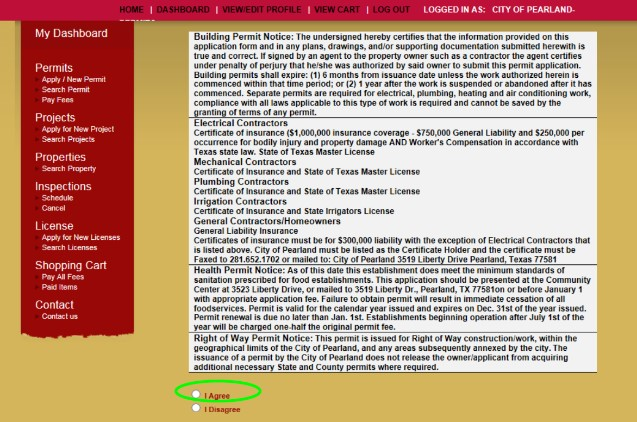 HOME | DASHBOARD | VIEW/EDIT PROFILE | VIEW CART | LOG OUT LOGGED IN AS: CITY OF PEARLAND-
My Dashboard
Permits
Apply / New Permit
Search Permit
Pay Fees
Projects
Apply for New Project
Search Projects
Properties
Search Property
Inspections
Schedule
Cancel
License
Apply for New Licenses
Search Licenses
Shopping Cart
Pay All Fees
Paid Items
Contact
Contact us
Building Permit Notice: The undersigned hereby certifies that the information provided on this
application form and in any plans, drawings, and/or supporting documentation submitted herewith is
true and correct. If signed by an agent to the property owner such as a contractor the agent certifies
under penalty of perjury that he/she was authorized by said owner to submit this permit application.
Building permits shall expire: (1) 6 months from issuance date unless the work authorized herein is
commenced within that time period; or (2) 1 year after the work is suspended or abandoned after it has
commenced. Separate permits are required for electrical, plumbing, heating and air conditioning work,
compliance with all laws applicable to this type of work is required and cannot be saved by the
granting of terms of any permit.
Electrical Contractors
Certificate of insurance ($1,000,000 insurance coverage - $750,000 General Liability and $250,000 per
occurrence for bodily injury and property damage AND Worker's Compensation in accordance with
Texas state law. State of Texas Master License
Mechanical Contractors
Certificate of Insurance and State of Texas Master License
Plumbing Contractors
Certificate of Insurance and State of Texas Master License
Irrigation Contractors
Certificate of Insurance and State Irrigators License
General Contractors/Homeowners
General Liability Insurance
Certificates of insurance must be for $300,000 liability with the exception of Electrical Contractors that
is listed above. City of Pearland must be listed as the Certificate Holder and the certificate must be
Faxed to 281.652.1702 or mailed to: City of Pearland 3519 Liberty Drive Pearland, Texas 77581
Health Permit Notice: As of this date this establishment does meet the minimum standards of
sanitation prescribed for food establishments. This application should be presented at the Community
Center at 3523 Liberty Drive, or mailed to 3519 Liberty Dr., Pearland, TX 77581on or before January 1
with appropriate application fee. Failure to obtain permit will result in immediate cessation of all
foodservices. Permit is valid for the calendar year issued and expires on Dec. 31st of the year issued.
Permit renewal is due no later than Jan. 1st. Establishments beginning operation after July 1st of the
year will be charged one-half the original permit fee.
Right of Way Permit Notice: This permit is issued for Right of Way construction/work, within the
geographical limits of the City of Pearland, and any areas subsequently annexed by the city. The
issuance of a permit by the City of Pearland does not release the owner/applicant from acquiring
additional necessary State and County permits where required.
I Agree
I Disagree